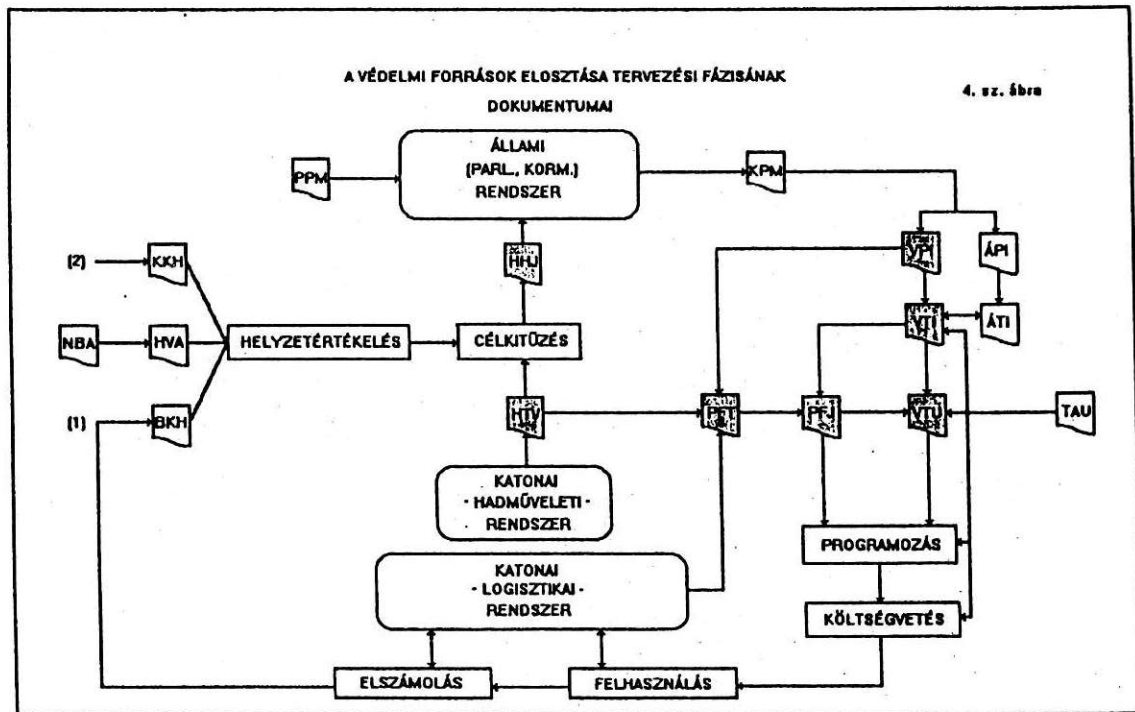 A VÉDELMI FORRÁSOK ELOSZTÁSA TERVEZÉSI FÁZISÁNAK
DOKUMENTUMAI
4. sz. ábra
ÁLLAMI
(PARL., KORM.)
RENDSZER
PPM
KPM
(2)
KKH
HHJ
VPI
ÁPI
NBA
HVA
HELYZETÉRTÉKELÉS
CÉLKITŰZÉS
VTI
ÁTI
(1)
BKH
HTV
PFT
PFJ
VTU
TAU
KATONAI
- HADMŰVELETI -
RENDSZER
PROGRAMOZÁS
KATONAI
- LOGISZTIKAI -
RENDSZER
KÖLTSÉGVETÉS
ELSZÁMOLÁS
FELHASZNÁLÁS